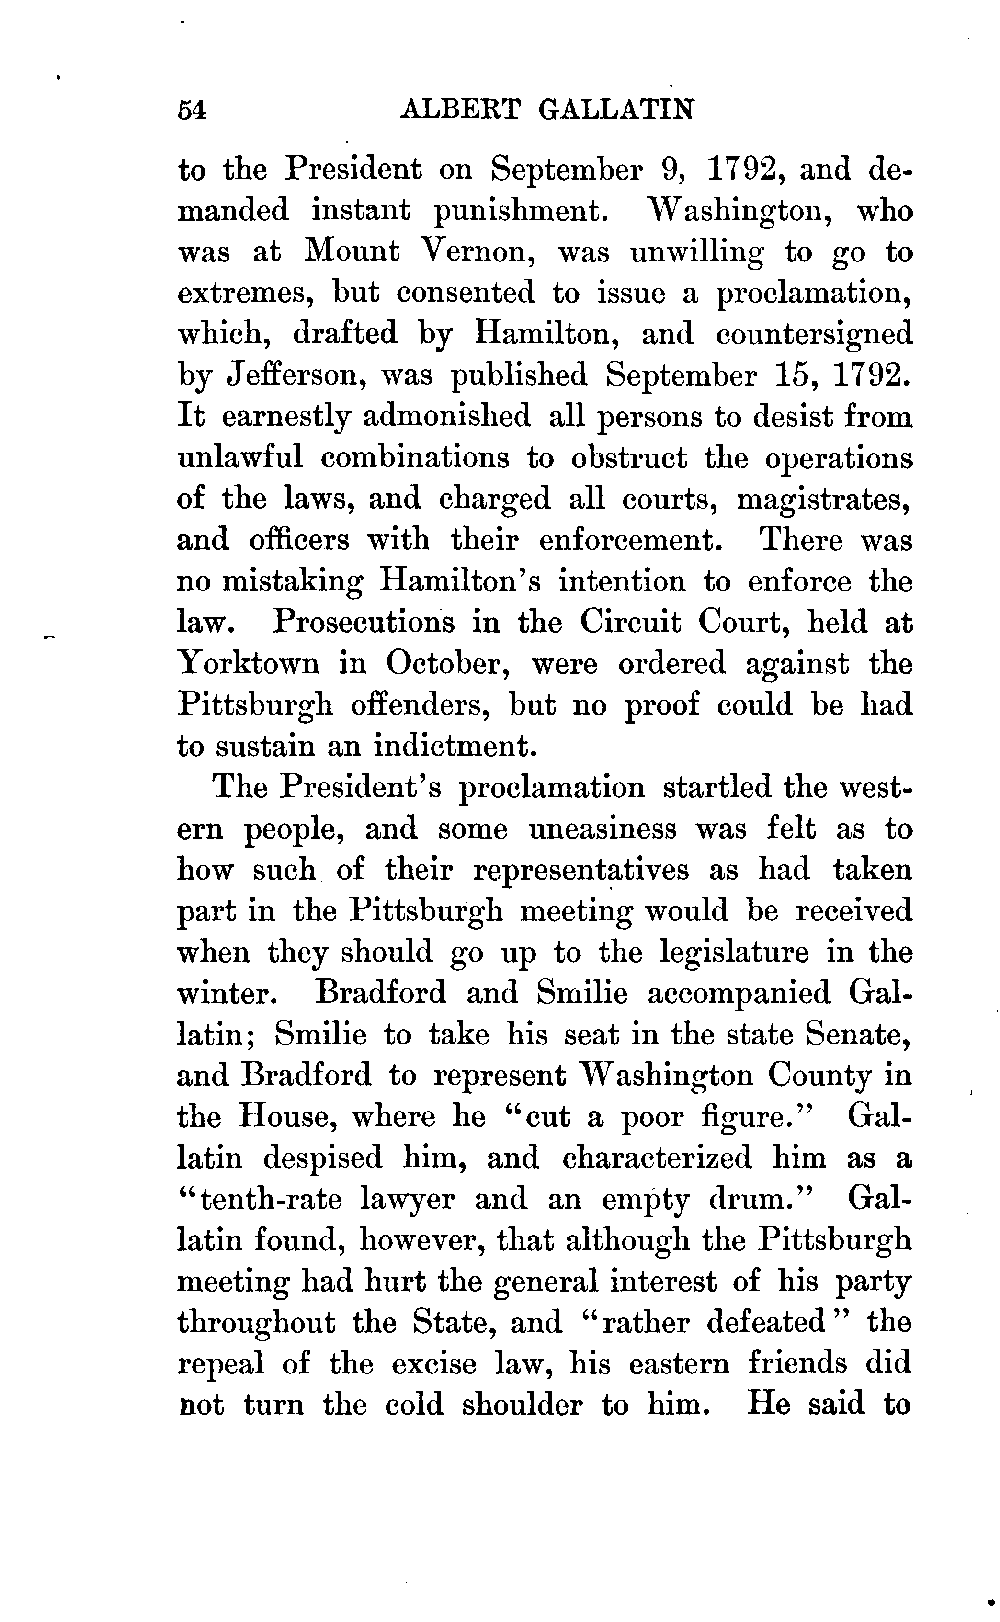 54 ALBERT GALLATIN
to the President on September 9, 1792, and de-
manded instant punishment. Washington, who
was at Mount Vernon, was unwilling to go to
extremes, but consented to issue a proclamation,
which, drafted by Hamilton, and countersigned
by Jefferson, was published September 15, 1792.
It earnestly admonished all persons to desist from
unlawful combinations to obstruct the operations
of the laws, and charged all courts, magistrates,
and officers with their enforcement. There was
no mistaking Hamilton's intention to enforce the
law. Prosecutions in the Circuit Court, held at
Yorktown in October, were ordered against the
Pittsburgh offenders, but no proof could be had
to sustain an indictment.
The President's proclamation startled the west-
ern people, and some uneasiness was felt as to
how such of their representatives as had taken
part in the Pittsburgh meeting would be received
when they should go up to the legislature in the
winter. Bradford and Smilie accompanied Gal-
latin; Smilie to take his seat in the state Senate,
and Bradford to represent Washington County in
the House, where he "cut a poor figure." Gal-
latin despised him, and characterized him as a
"tenth-rate lawyer and an empty drum." Gal-
latin found, however, that although the Pittsburgh
meeting had hurt the general interest of his party
throughout the State, and "rather defeated" the
repeal of the excise law, his eastern friends did
not turn the cold shoulder to him. He said to